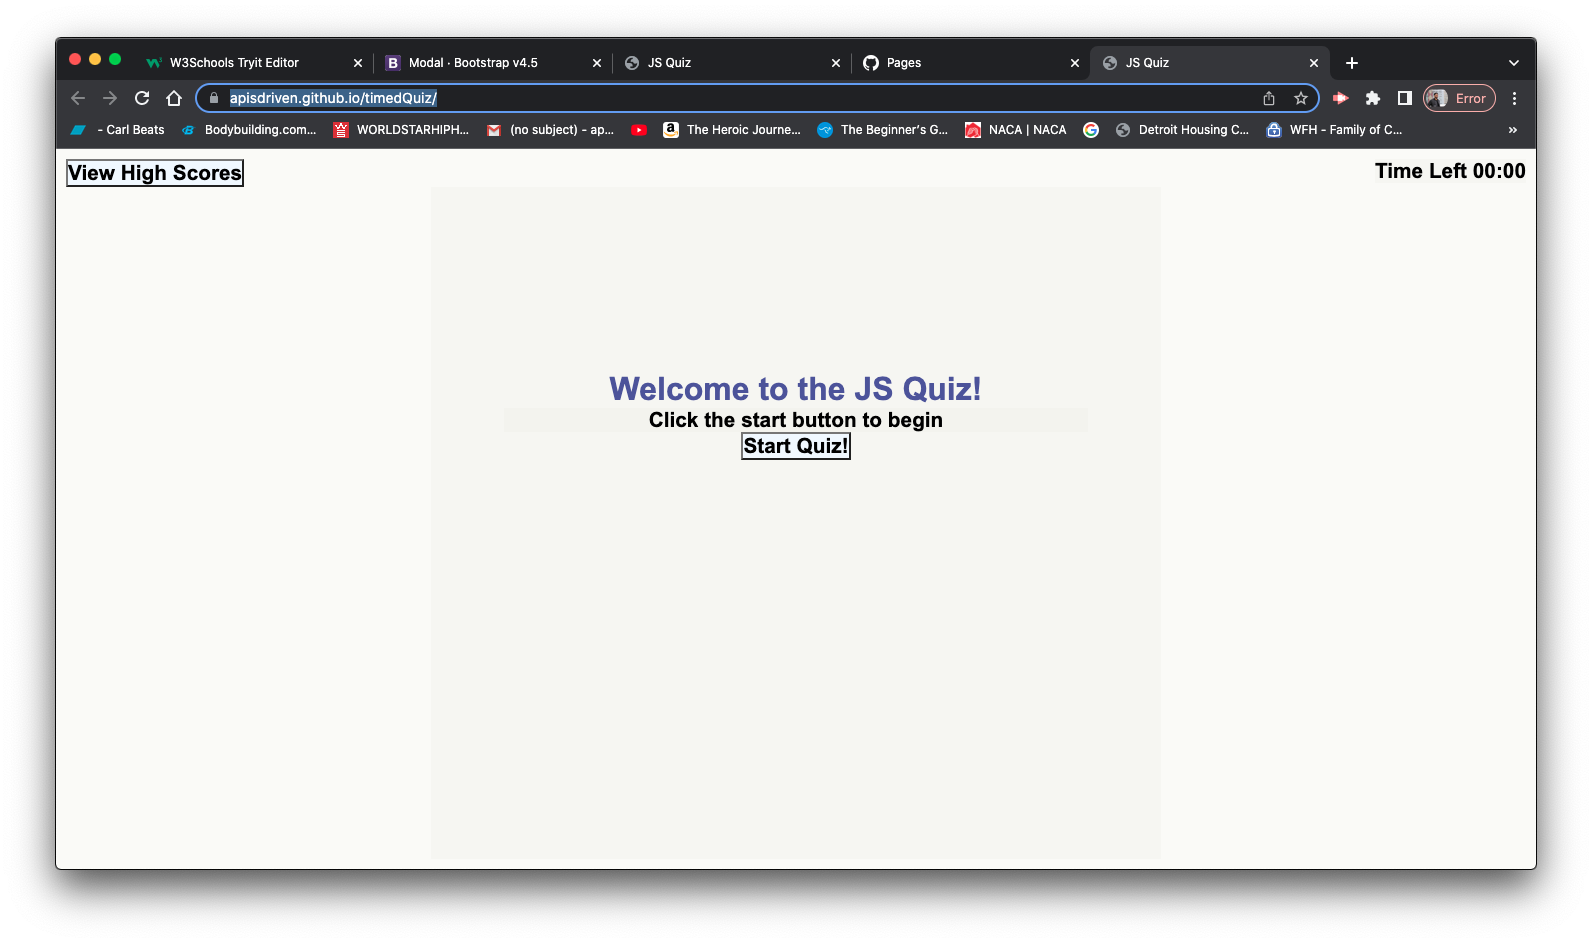 W3Schools Tryit Editor
B Modal · Bootstrap v4.5
JS Quiz
Pages
JS Quiz
apisdriven.github.io/timedQuiz/
Error
- Carl Beats
Bodybuilding.com...
WORLDSTARHIPH...
(no subject) - ap...
The Heroic Journe...
The Beginner's G...
NACA | NACA
Detroit Housing C...
WFH - Family of C...
View High Scores
Time Left 00:00
Welcome to the JS Quiz!
Click the start button to begin
Start Quiz!